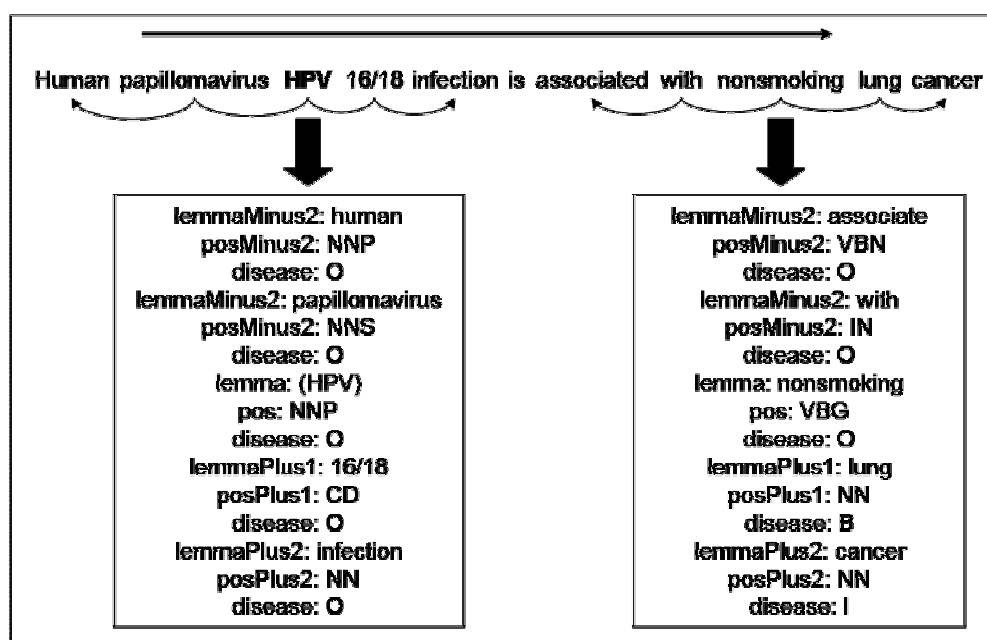 Human papillomavirus HPV 16/18 infection is associated with nonsmoking lung cancer
lemmaMinus2: human
posMinus2: NNP
disease: O
lemmaMinus2: papillomavirus
posMinus2: NNS
disease: O
lemma: (HPV)
pos: NNP
disease: O
lemmaPlus1: 16/18
posPlus1: CD
disease: O
lemmaPlus2: infection
posPlus2: NN
disease: O
lemmaMinus2: associate
posMinus2: VBN
disease: O
lemmaMinus2: with
posMinus2: IN
disease: O
lemma: nonsmoking
pos: VBG
disease: O
lemmaPlus1: lung
posPlus1: NN
disease: B
lemmaPlus2: cancer
posPlus2: NN
disease: I